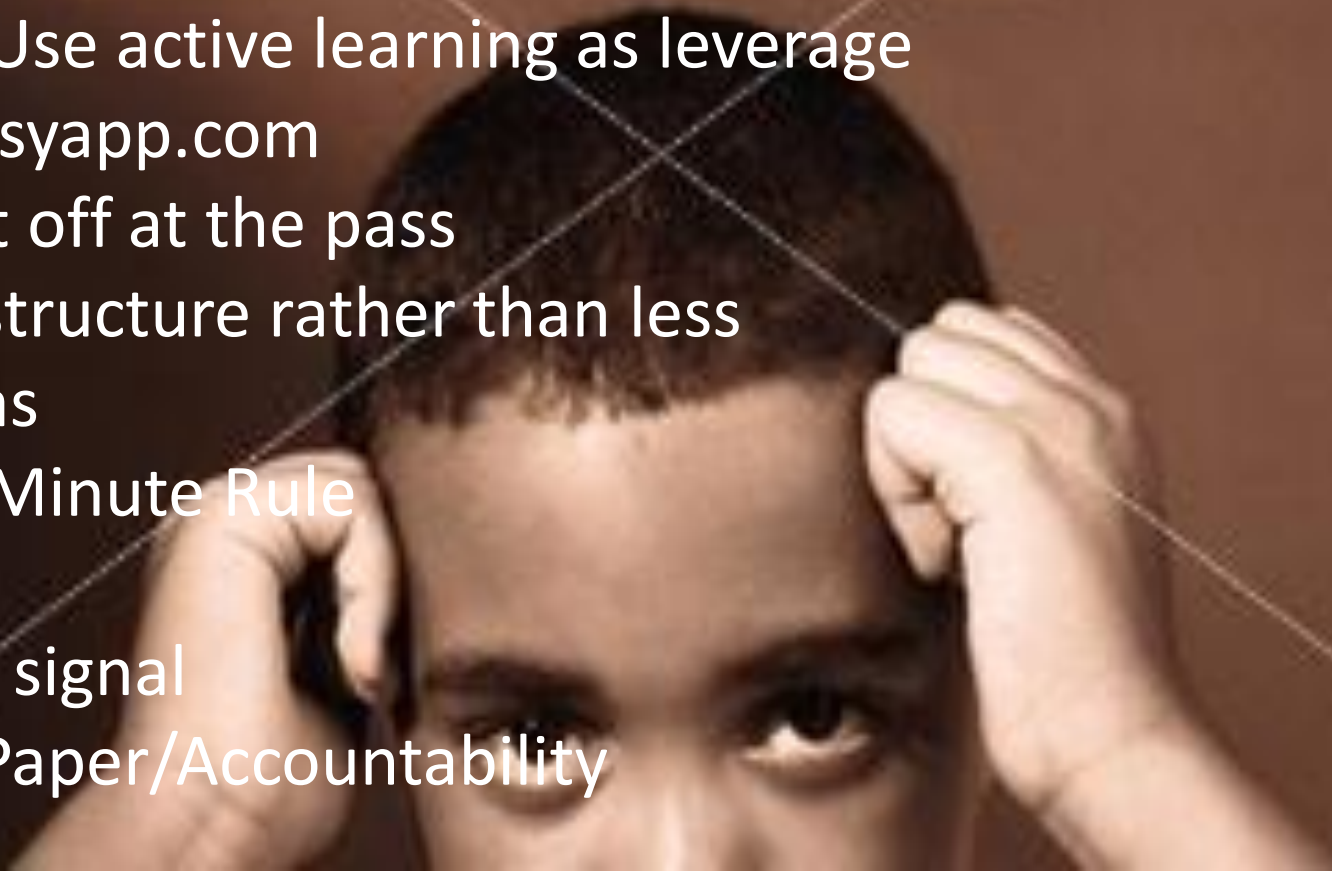 Use active learning as leverage
syapp.com
t off at the pass
structure rather than less
ns
Minute Rule
signal
Paper/Accountability